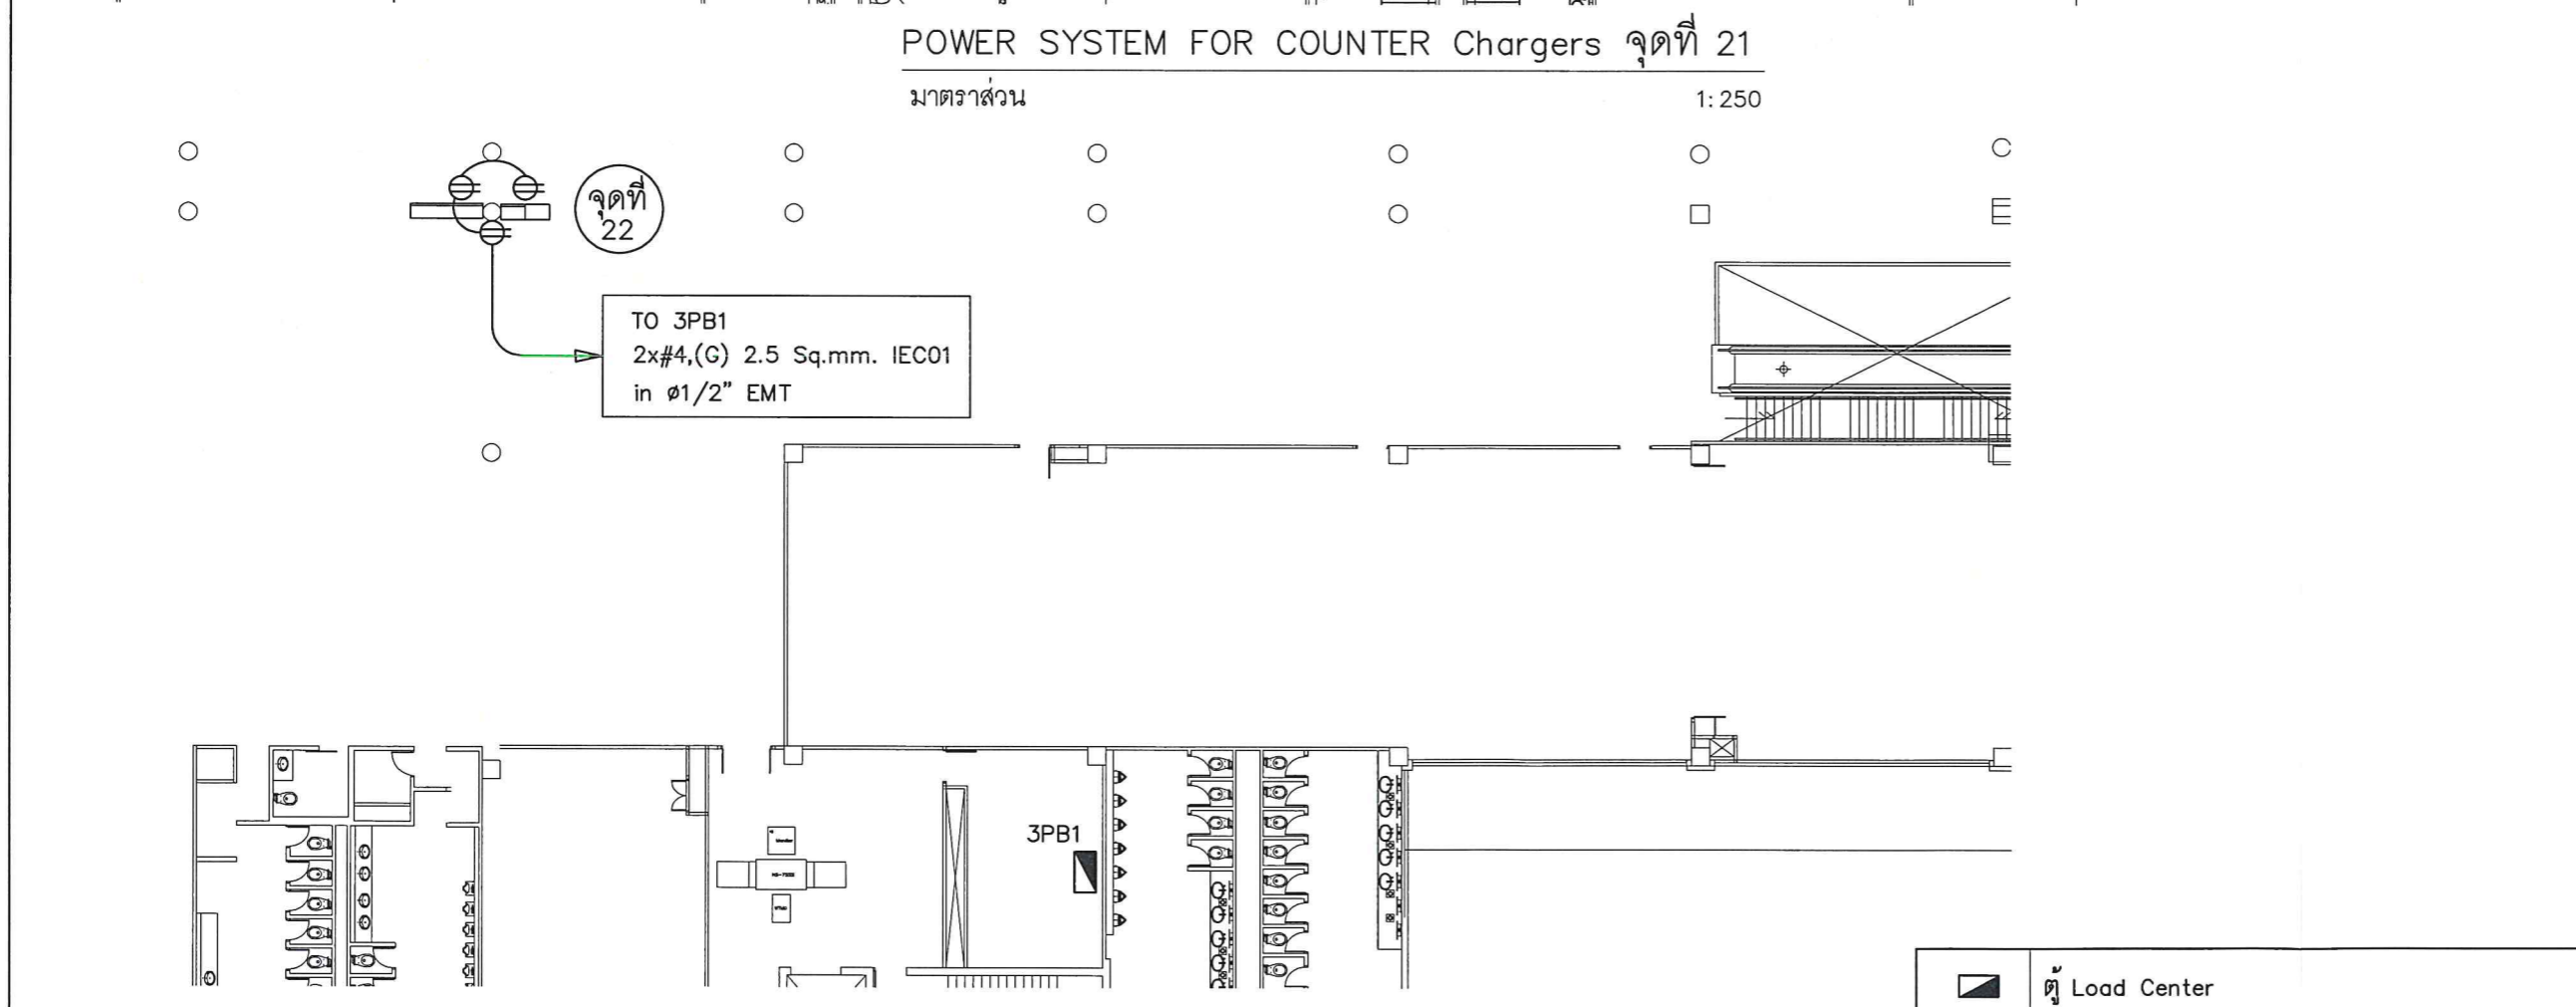 POWER SYSTEM FOR COUNTER Chargers จุดที่ 21
มาตราส่วน 1:250
จุดที่
22
TO 3PB1
2x#4,(G) 2.5 Sq.mm. IEC01
in ø1/2" EMT
3PB1
ตู้ Load Center